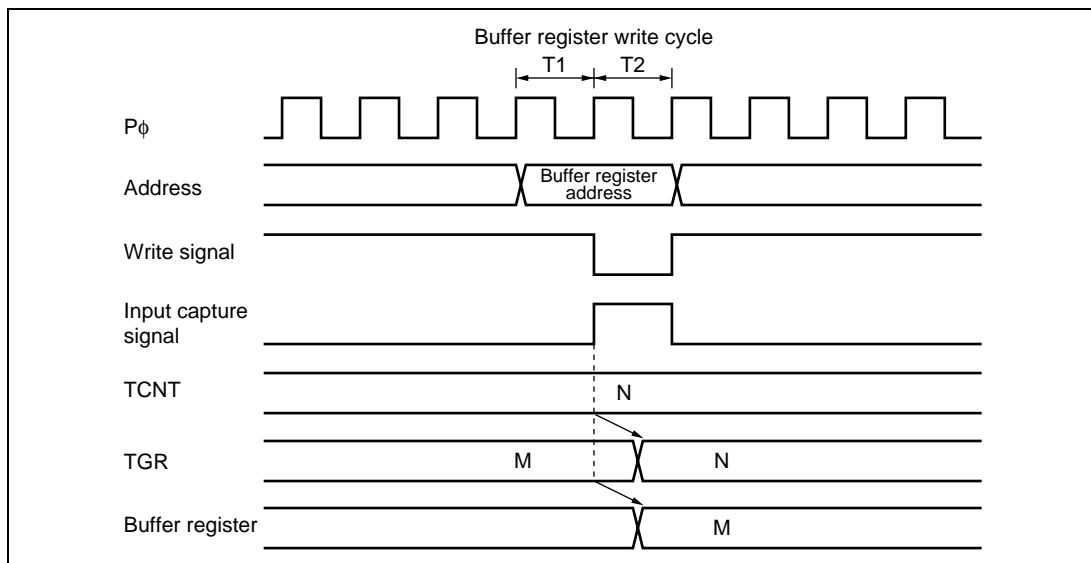 Buffer register write cycle
T1 T2
Pϕ
Address
Buffer register
address
Write signal
Input capture
signal
TCNT
N
TGR
M N
Buffer register
M